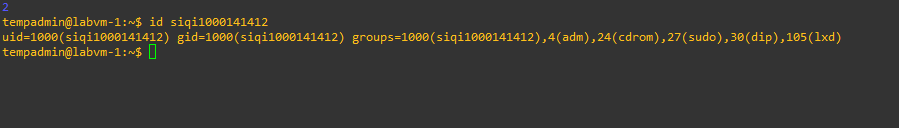 2
tempadmin@labvm-1:~$ id siqi1000141412
uid=1000(siqi1000141412) gid=1000(siqi1000141412) groups=1000(siqi1000141412),4(adm),24(cdrom),27(sudo),30(dip),105(lxd)
tempadmin@labvm-1:~$